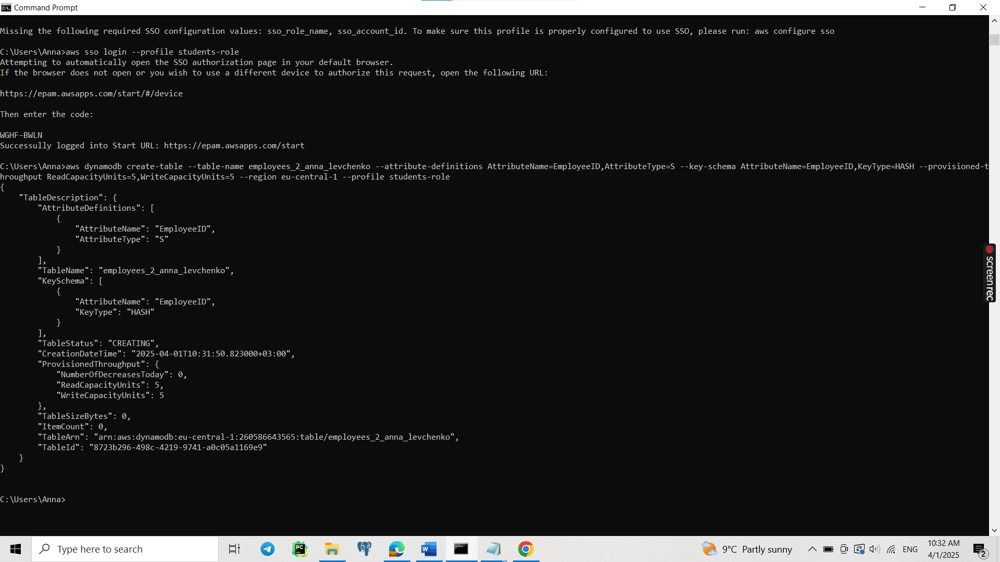 Command Prompt
Missing the following required SSO configuration values: sso_role_name, sso_account_id. To make sure this profile is properly configured to use SSO, please run: aws configure sso
C:\Users\Anna>aws sso login --profile students-role
Attempting to automatically open the SSO authorization page in your default browser.
If the browser does not open or you wish to use a different device to authorize this request, open the following URL:
https://epam.awsapps.com/start/#/device
Then enter the code:
WGHF-BWLN
Successully logged into Start URL: https://epam.awsapps.com/start
C:\Users\Anna>aws dynamodb create-table --table-name employees_2_anna_levchenko --attribute-definitions AttributeName=EmployeeID,AttributeType=S --key-schema AttributeName=EmployeeID,KeyType=HASH --provisioned-t
hroughput ReadCapacityUnits=5,WriteCapacityUnits=5 --region eu-central-1 --profile students-role
{
    "TableDescription": {
        "AttributeDefinitions": [
            {
                "AttributeName": "EmployeeID",
                "AttributeType": "S"
            }
        ],
        "TableName": "employees_2_anna_levchenko",
        "KeySchema": [
            {
                "AttributeName": "EmployeeID",
                "KeyType": "HASH"
            }
        ],
        "TableStatus": "CREATING",
        "CreationDateTime": "2025-04-01T10:31:50.823000+03:00",
        "ProvisionedThroughput": {
            "NumberOfDecreasesToday": 0,
            "ReadCapacityUnits": 5,
            "WriteCapacityUnits": 5
        },
        "TableSizeBytes": 0,
        "ItemCount": 0,
        "TableArn": "arn:aws:dynamodb:eu-central-1:260586643565:table/employees_2_anna_levchenko",
        "TableId": "8723b296-498c-4219-9741-a0c05a1169e9"
    }
}
C:\Users\Anna>
screenrec
Type here to search
PC
W
9°C Partly sunny
ENG
10:32 AM
4/1/2025
2